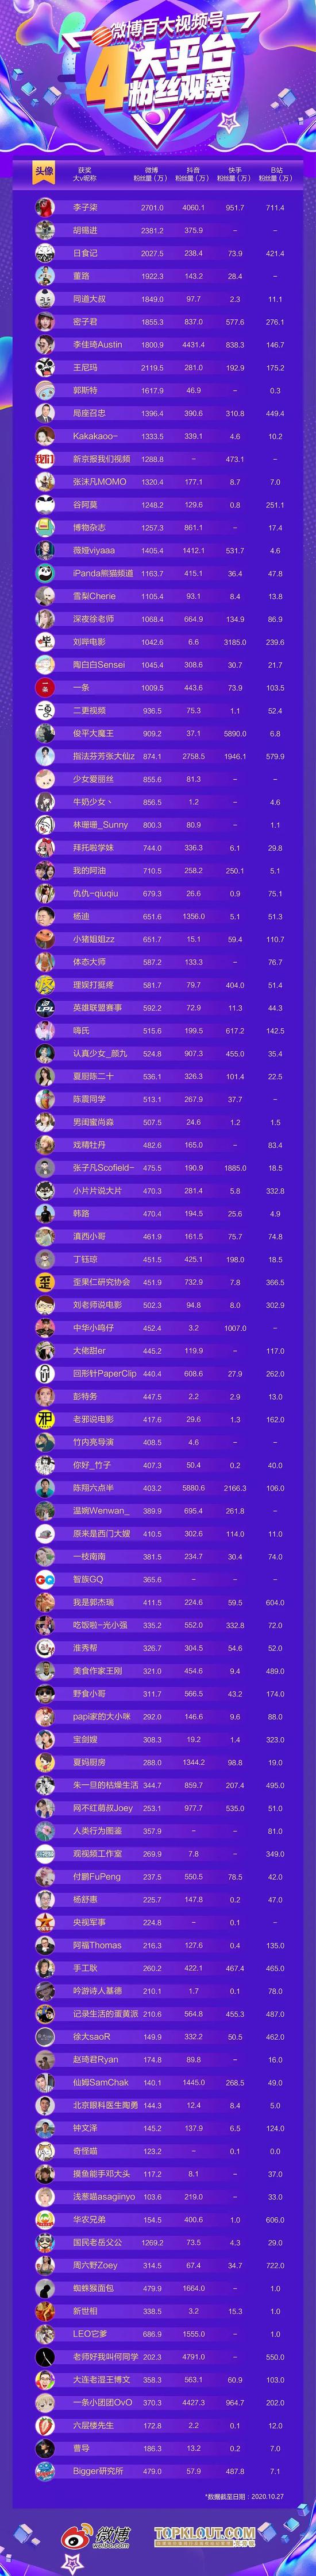 微博百大视频号
4大平台
粉丝观察
头像 获奖大V昵称 微博粉丝量(万) 抖音粉丝量(万) 快手粉丝量(万) B站粉丝量(万)
李子柒 2701.0 4060.1 951.7 711.4
胡锡进 2381.2 375.9 - -
日食记 2027.5 238.4 73.9 421.4
董路 1922.3 143.2 28.4 -
同道大叔 1849.0 97.7 2.3 11.1
密子君 1855.3 837.0 577.6 276.1
李佳琦Austin 1800.9 4431.4 838.3 146.7
王尼玛 2119.5 281.0 192.9 175.2
郭斯特 1617.9 46.9 - 0.3
局座召忠 1396.4 390.6 310.8 449.4
Kakakaoo- 1333.5 339.1 4.6 10.2
新京报我们视频 1288.8 - 473.1 -
张沫凡MOMO 1320.4 177.1 8.7 7.0
谷阿莫 1248.2 129.6 0.8 251.1
博物杂志 1257.3 861.1 - 17.4
薇娅viyaaa 1405.4 1412.1 531.7 4.6
iPanda熊猫频道 1163.7 415.1 36.4 47.8
雪梨Cherie 1105.4 93.1 8.4 13.8
深夜徐老师 1068.4 664.9 134.9 86.9
刘哔电影 1042.6 6.6 3185.0 239.6
陶白白Sensei 1045.4 308.6 30.7 21.7
一条 1009.5 443.6 73.9 103.5
二更视频 936.5 75.3 1.1 52.4
俊平大魔王 909.2 37.1 5890.0 6.8
指法芬芳张大仙z 874.1 2758.5 1946.1 579.9
少女爱丽丝 855.6 81.3 - -
牛奶少女丶 856.5 1.2 - 4.6
林珊珊_Sunny 800.3 80.9 - 1.1
拜托啦学妹 744.0 336.3 6.1 29.8
我的阿油 710.5 258.2 250.1 5.1
仇仇-qiuqiu 679.3 26.6 0.9 75.1
杨迪 651.6 1356.0 5.1 51.3
小猪姐姐zz 651.7 15.1 59.4 110.7
体态大师 587.2 133.3 - 76.7
理娱打挺疼 581.7 79.7 404.0 51.4
英雄联盟赛事 592.2 72.9 11.3 44.3
嗨氏 515.6 199.5 617.2 142.5
认真少女_颜九 524.8 907.3 455.0 35.4
夏厨陈二十 536.1 326.3 101.4 22.5
陈震同学 513.1 267.9 37.7 -
男闺蜜尚淼 507.5 24.6 1.2 1.5
戏精牡丹 482.6 165.0 - 83.4
张子凡Scofield- 475.5 190.9 1885.0 18.5
小片片说大片 470.3 281.4 5.8 332.8
韩路 470.4 194.5 25.6 4.9
滇西小哥 461.9 161.5 75.7 74.8
丁钰琼 451.5 425.1 198.0 18.5
歪果仁研究协会 451.9 732.9 7.8 366.5
刘老师说电影 502.3 94.8 8.0 302.9
中华小鸣仔 452.4 3.2 1007.0 -
大佬甜er 445.2 119.9 - 117.0
回形针PaperClip 440.4 608.6 27.9 262.0
彭特务 447.5 2.2 2.9 13.0
老邪说电影 417.6 29.6 1.3 162.0
竹内亮导演 408.5 4.6 - -
你好_竹子 407.3 50.4 0.2 40.0
陈翔六点半 403.2 5880.6 2166.3 106.0
温婉Wenwan_ 389.9 695.4 261.8 -
原来是西门大嫂 410.5 302.6 114.0 11.0
一枝南南 381.5 234.7 30.4 74.0
智族GQ 365.6 - - -
我是郭杰瑞 411.5 224.6 59.5 604.0
吃饭啦-光小强 335.2 552.0 332.8 72.0
淮秀帮 326.7 304.5 54.6 52.0
美食作家王刚 321.0 454.6 9.4 489.0
野食小哥 311.7 566.5 43.2 174.0
papi家的大小咪 292.0 146.6 9.6 88.0
宝剑嫂 308.3 19.2 1.4 323.0
夏妈厨房 288.0 1344.2 98.8 19.0
朱一旦的枯燥生活 344.7 859.7 207.4 495.0
网不红萌叔Joey 253.1 977.7 535.0 51.0
人类行为图鉴 357.9 - - 81.0
观视频工作室 269.9 7.8 - 349.0
付鹏FuPeng 237.5 550.5 78.5 42.0
杨舒惠 225.7 147.8 0.2 47.0
央视军事 224.8 - 0.1 -
阿福Thomas 216.3 127.6 0.4 135.0
手工耿 260.2 422.1 467.4 465.0
吟游诗人基德 210.1 1.7 0.1 78.0
记录生活的蛋黄派 210.6 564.8 455.3 487.0
徐大saoR 149.9 332.2 50.5 462.0
赵琦君Ryan 174.8 89.8 - 16.0
仙姆SamChak 140.1 1445.0 268.5 49.0
北京眼科医生陶勇 144.3 12.4 8.4 5.0
钟文泽 145.2 137.9 6.5 124.0
奇怪喵 123.2 - 0.1 0.0
摸鱼能手邓大头 117.2 8.1 - 37.0
浅葱喵asagiinyo 103.6 219.0 - 33.0
华农兄弟 154.5 400.6 1.0 606.0
国民老岳父公 1269.2 73.5 4.3 29.0
周六野Zoey 314.5 67.4 34.7 722.0
蜘蛛猴面包 479.9 1664.0 - 1.0
新世相 338.5 3.2 15.3 1.0
LEO它爹 686.9 1555.0 - 1.0
老师好我叫何同学 202.3 4791.0 - 550.0
大连老湿王博文 358.3 563.1 60.9 103.0
一条小团团OvO 370.3 4427.3 964.7 202.0
六层楼先生 172.8 2.2 0.1 12.0
曹导 186.3 13.2 0.2 7.0
Bigger研究所 479.0 57.9 487.8 7.1
*数据截至日期：2020.10.27
微博 weibo.com TOPKLOUT.COM